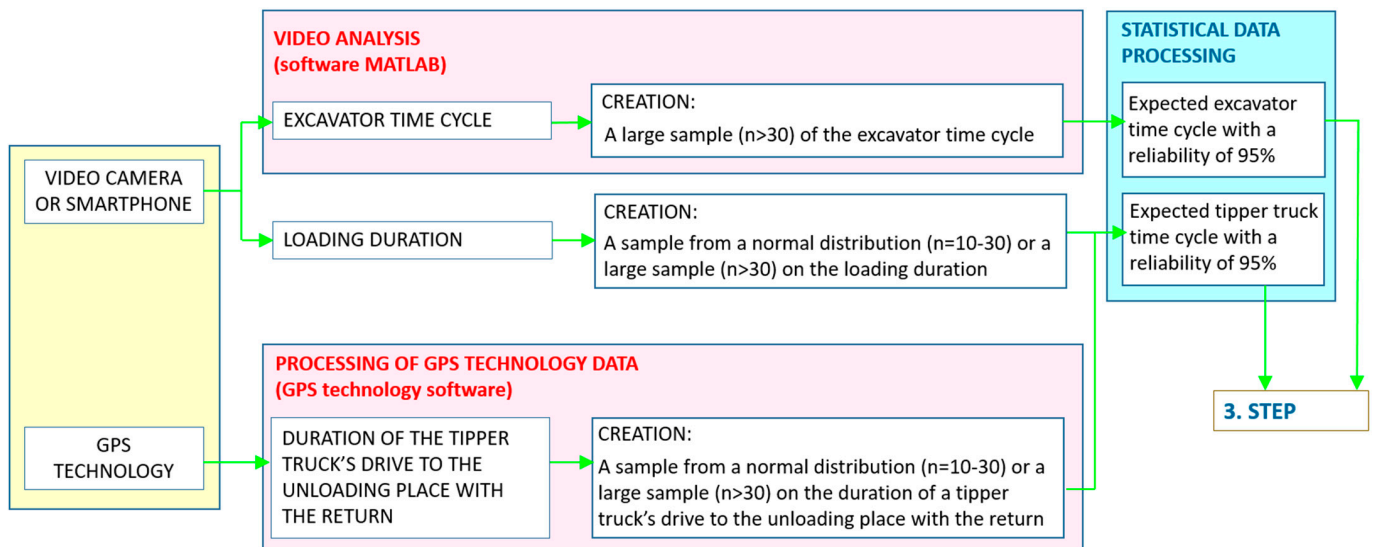 VIDEO CAMERA
OR SMARTPHONE
GPS
TECHNOLOGY
VIDEO ANALYSIS
(software MATLAB)
EXCAVATOR TIME CYCLE
CREATION:
A large sample (n>30) of the excavator time cycle
LOADING DURATION
CREATION:
A sample from a normal distribution (n=10-30) or a
large sample (n>30) on the loading duration
PROCESSING OF GPS TECHNOLOGY DATA
(GPS technology software)
DURATION OF THE TIPPER
TRUCK’S DRIVE TO THE
UNLOADING PLACE WITH
THE RETURN
CREATION:
A sample from a normal distribution (n=10-30) or a
large sample (n>30) on the duration of a tipper
truck’s drive to the unloading place with the return
STATISTICAL DATA
PROCESSING
Expected excavator
time cycle with a
reliability of 95%
Expected tipper truck
time cycle with a
reliability of 95%
3. STEP